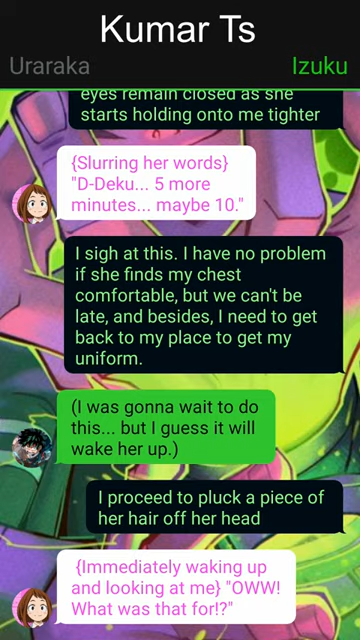 Kumar Ts
Uraraka
Izuku
eyes remain closed as she
starts holding onto me tighter
{Slurring her words}
"D-Deku... 5 more
minutes... maybe 10."
I sigh at this. I have no problem
if she finds my chest
comfortable, but we can't be
late, and besides, I need to get
back to my place to get my
uniform.
(I was gonna wait to do
this... but I guess it will
wake her up.)
I proceed to pluck a piece of
her hair off her head
{Immediately waking up
and looking at me} "OWW!
What was that for!?"